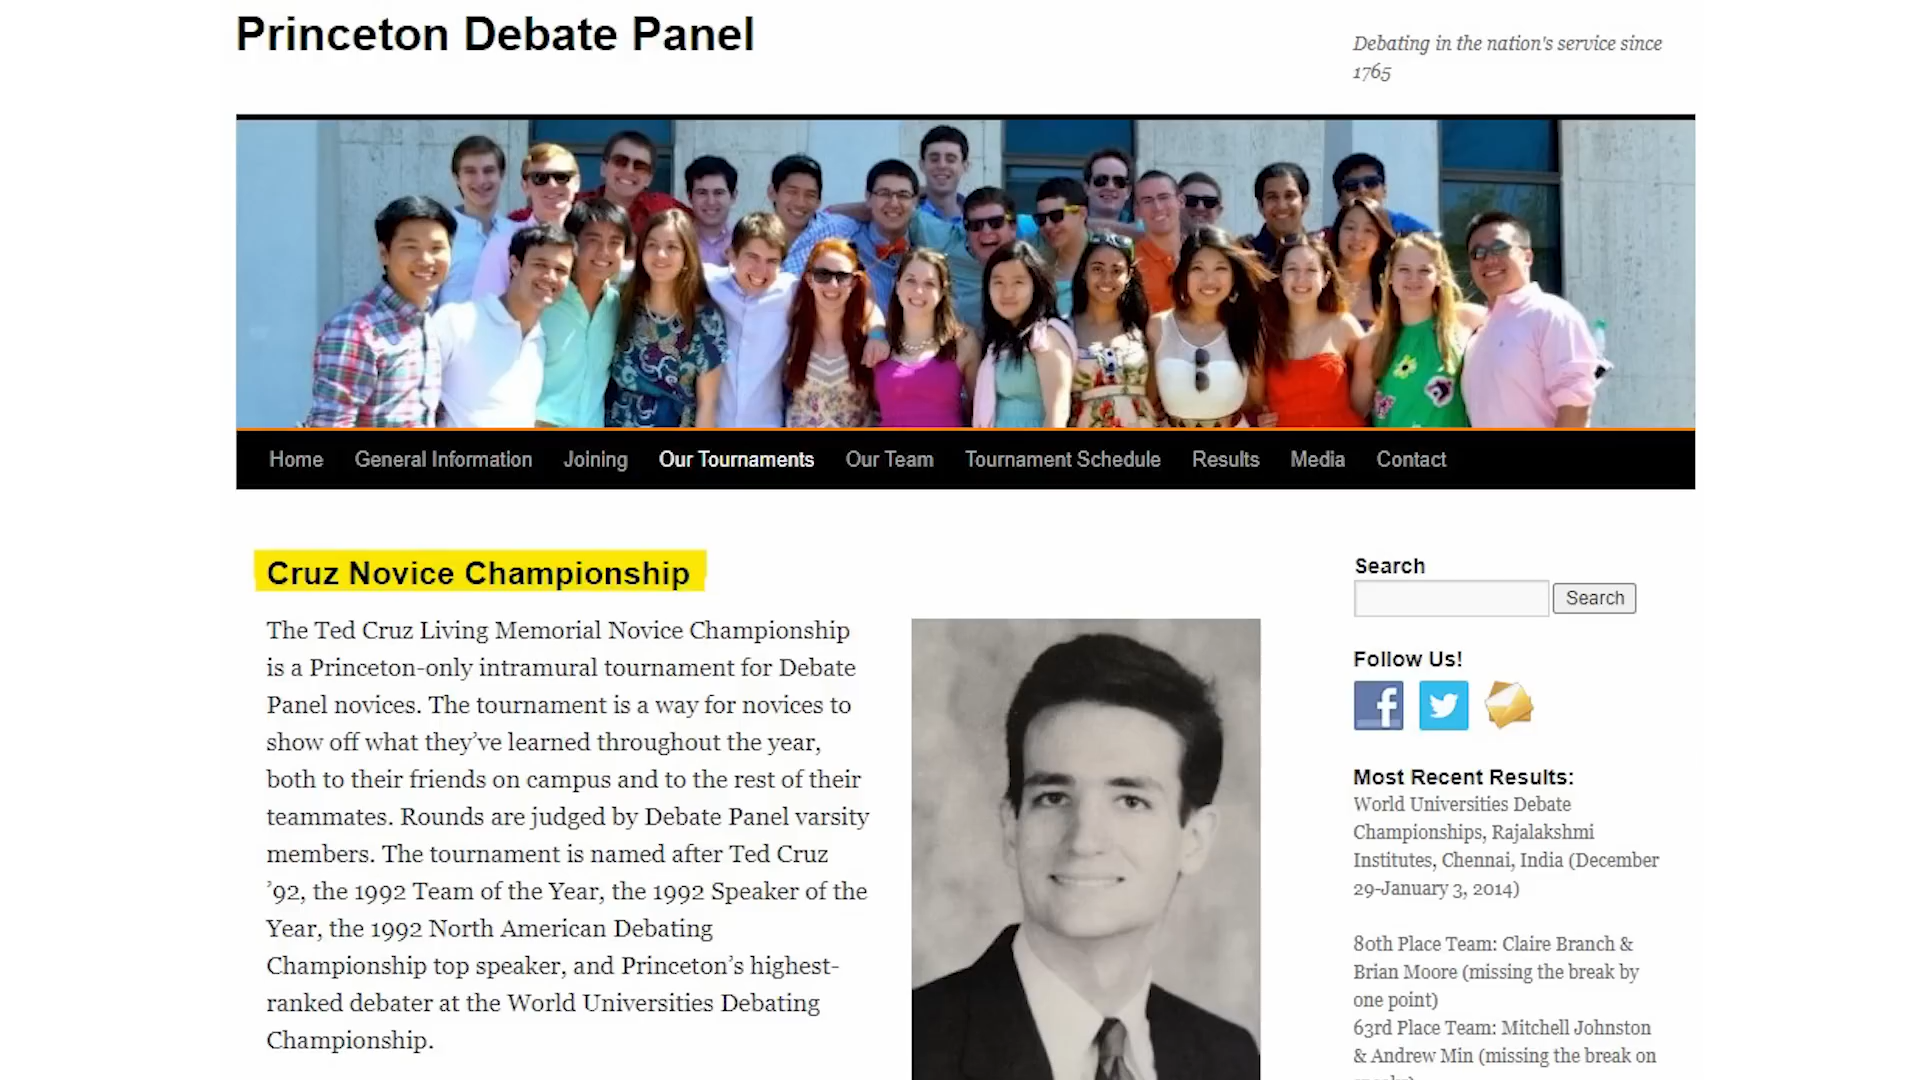 Princeton Debate Panel
Debating in the nation's service since
1765
Home General Information Joining Our Tournaments Our Team Tournament Schedule Results Media Contact
Cruz Novice Championship
The Ted Cruz Living Memorial Novice Championship
is a Princeton-only intramural tournament for Debate
Panel novices. The tournament is a way for novices to
show off what they’ve learned throughout the year,
both to their friends on campus and to the rest of their
teammates. Rounds are judged by Debate Panel varsity
members. The tournament is named after Ted Cruz
’92, the 1992 Team of the Year, the 1992 Speaker of the
Year, the 1992 North American Debating
Championship top speaker, and Princeton’s highest-
ranked debater at the World Universities Debating
Championship.
Search
Search
Follow Us!
Most Recent Results:
World Universities Debate
Championships, Rajalakshmi
Institutes, Chennai, India (December
29-January 3, 2014)
80th Place Team: Claire Branch &
Brian Moore (missing the break by
one point)
63rd Place Team: Mitchell Johnston
& Andrew Min (missing the break on